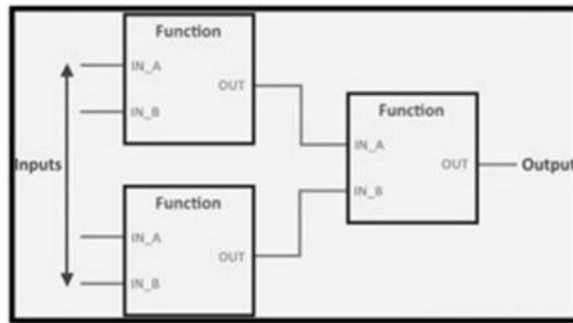 Function
IN_A
OUT
IN_B
Function
IN_A
OUT
IN_B
Inputs
Output
Function
IN_A
OUT
IN_B